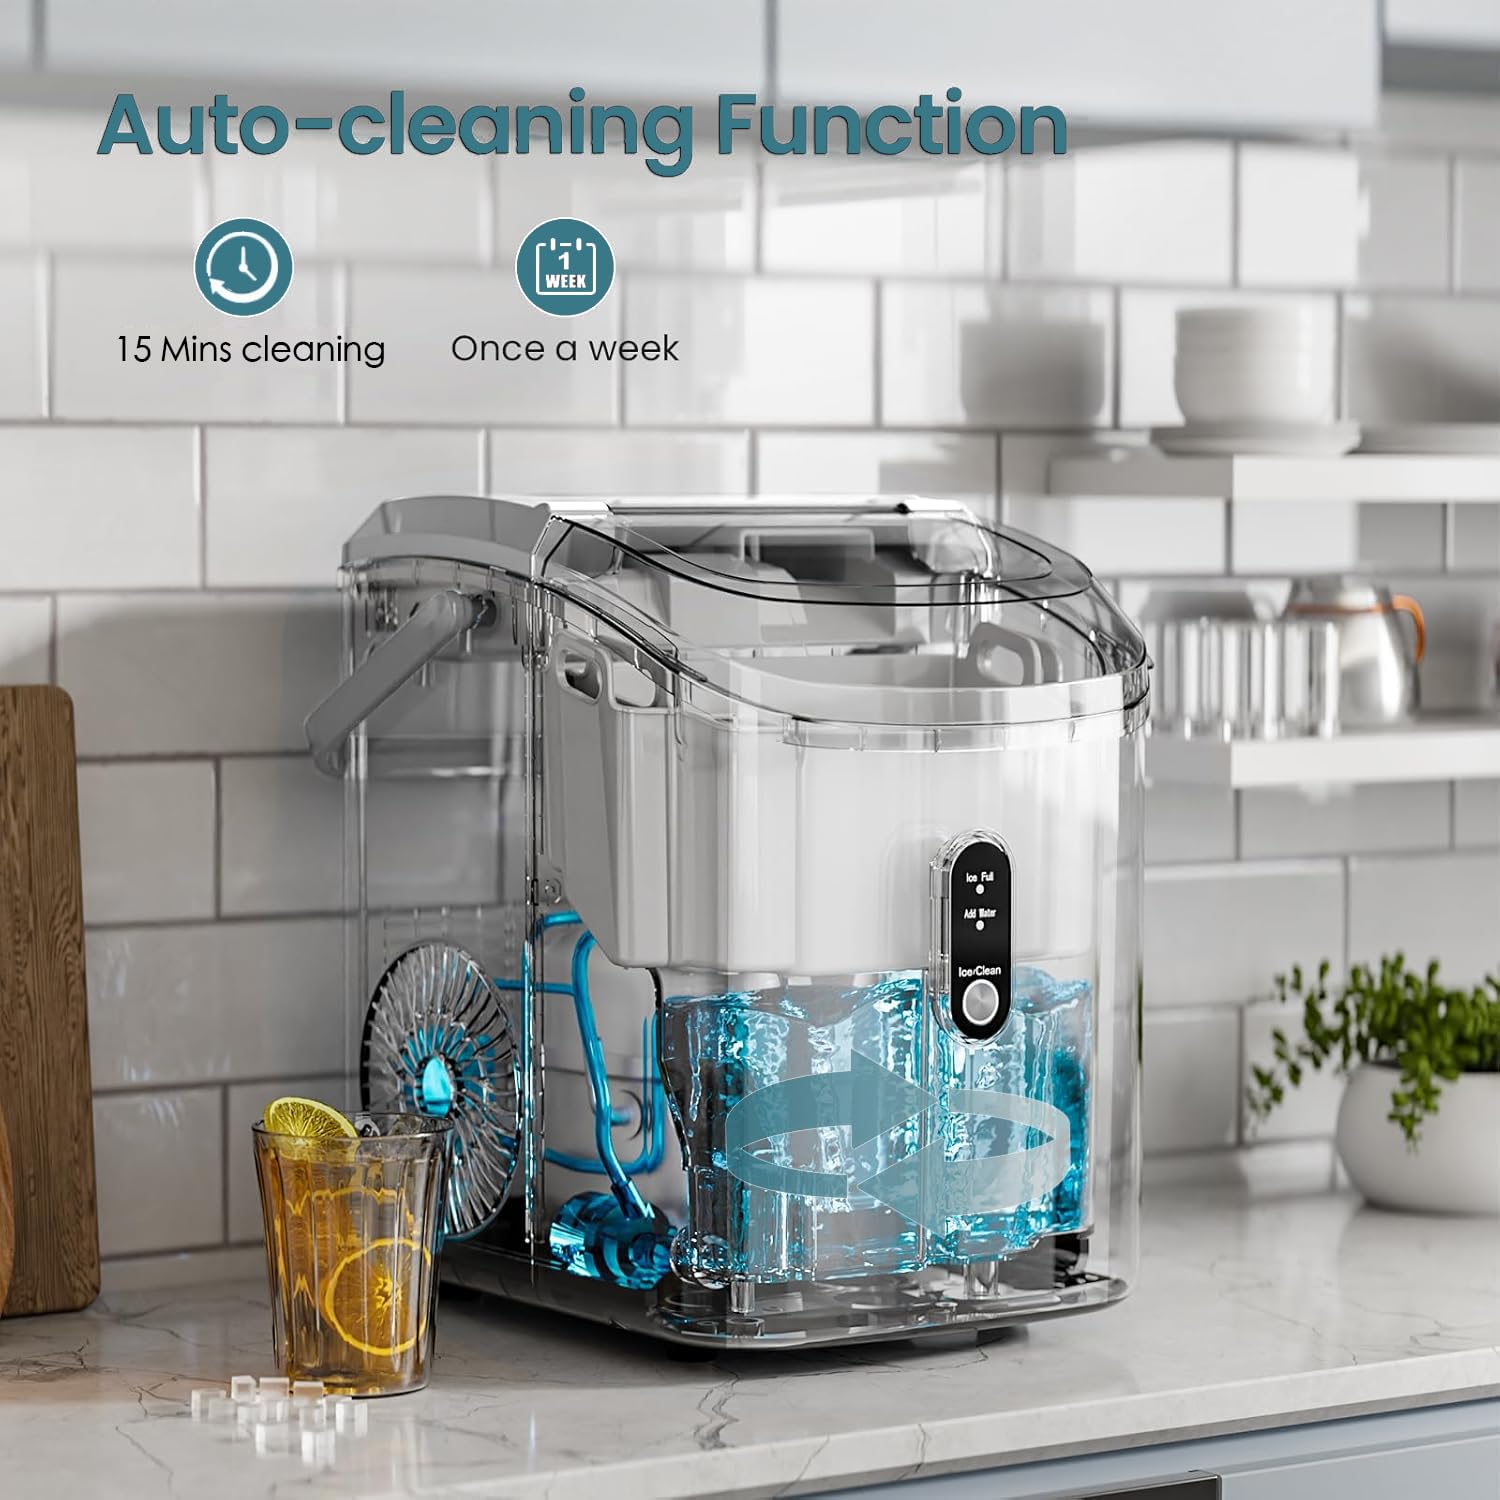 Auto-cleaning Function
1
WEEK
15 Mins cleaning
Once a week
Ice Full
Add Water
Ice/Clean